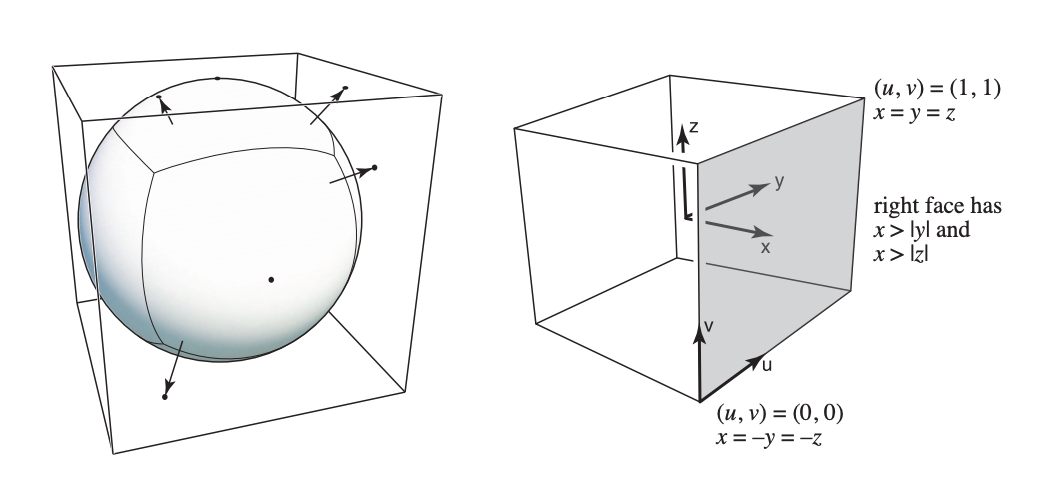 (u, v) = (1, 1)
x = y = z
z
y
x
right face has
x > |y| and
x > |z|
v
u
(u, v) = (0, 0)
x = –y = –z